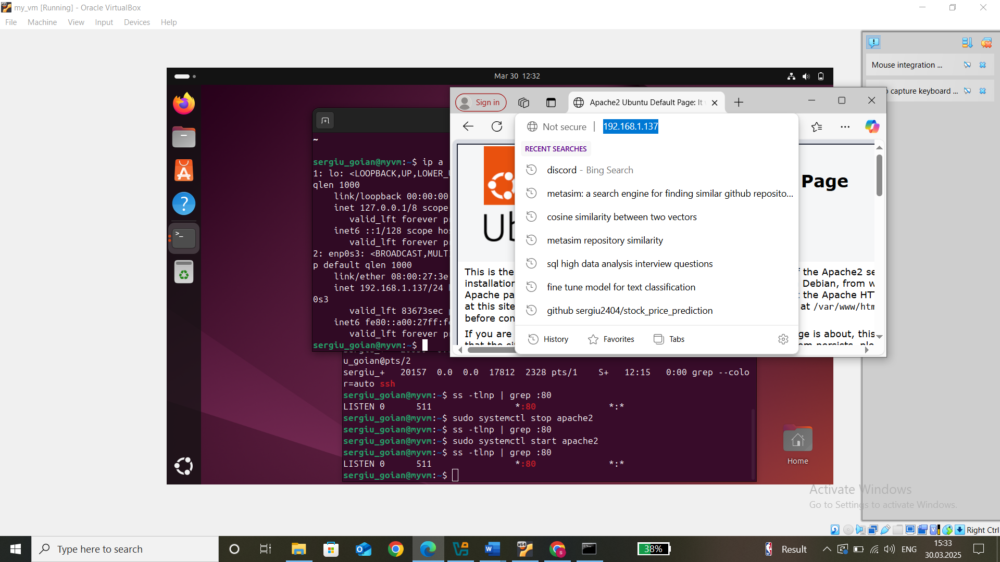 my_vm [Running] - Oracle VirtualBox
File Machine View Input Devices Help
Mouse integration ...
capture keyboard ...
Mar 30 12:32
Sign in
Apache2 Ubuntu Default Page: It
Not secure
192.168.1.137
RECENT SEARCHES
discord - Bing Search
metasim: a search engine for finding similar github reposito...
cosine similarity between two vectors
metasim repository similarity
sql high data analysis interview questions
fine tune model for text classification
github sergiu2404/stock_price_prediction
History Favorites Tabs
Page
Ub
This is the
installation
Apache pa
at this site
before con
If you are
the Apache2 se
Debian, from w
the Apache HT
at /var/www/htm
ge is about, this
~
sergiu_goian@myvm:~$ ip a
1: lo: <LOOPBACK,UP,LOWER_U
qlen 1000
link/loopback 00:00:00
inet 127.0.0.1/8 scope
valid_lft forever pr
inet6 ::1/128 scope hos
valid_lft forever pr
2: enp0s3: <BROADCAST,MULTI
p default qlen 1000
link/ether 08:00:27:3e
inet 192.168.1.137/24
0s3
valid_lft 83673sec
inet6 fe80::a00:27ff:fe
valid_lft forever pr
sergiu_goian@myvm:~$
u_goian@pts/2
sergiu_+ 20157 0.0 0.0 17812 2328 pts/1 S+ 12:15 0:00 grep --colo
r=auto ssh
sergiu_goian@myvm:~$ ss -tlnp | grep :80
LISTEN 0 511 *:80 *:*
sergiu_goian@myvm:~$ sudo systemctl stop apache2
sergiu_goian@myvm:~$ ss -tlnp | grep :80
sergiu_goian@myvm:~$ sudo systemctl start apache2
sergiu_goian@myvm:~$ ss -tlnp | grep :80
LISTEN 0 511 *:80 *:*
sergiu_goian@myvm:~$
Home
Activate Windows
Go to Settings to activate Windows.
Right Ctrl
Type here to search
x64
38%
Result
ENG
15:33
30.03.2025